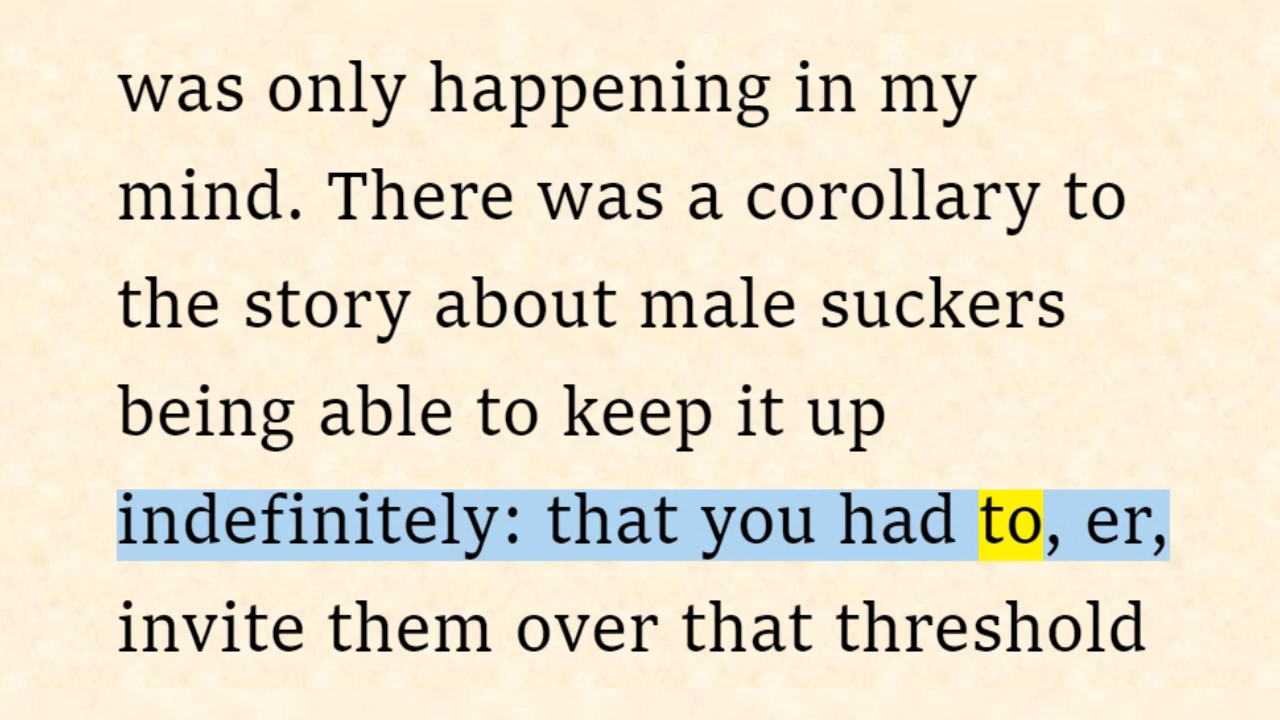 was only happening in my
mind. There was a corollary to
the story about male suckers
being able to keep it up
indefinitely: that you had to, er,
invite them over that threshold